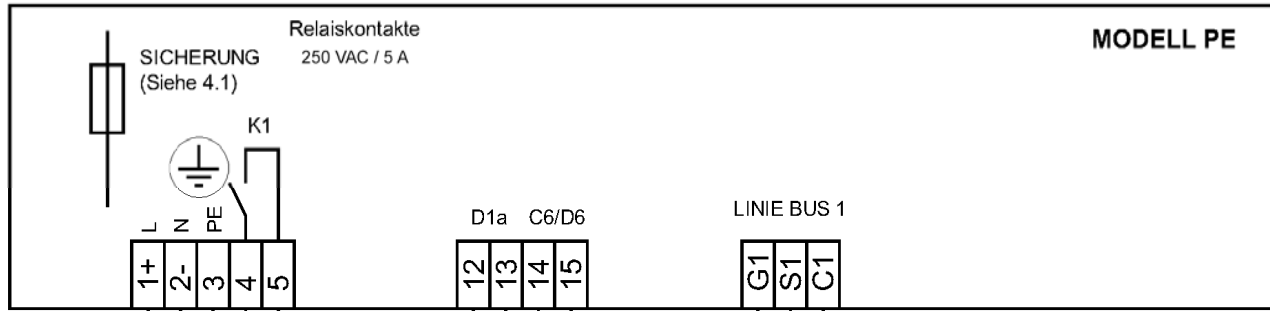 Relaiskontakte
250 VAC / 5 A
MODELL PE
SICHERUNG
(Siehe 4.1)
K1
L N PE
D1a C6/D6
LINIE BUS 1
1+ 2- 3 4 5
12 13 14 15
G1 S1 C1